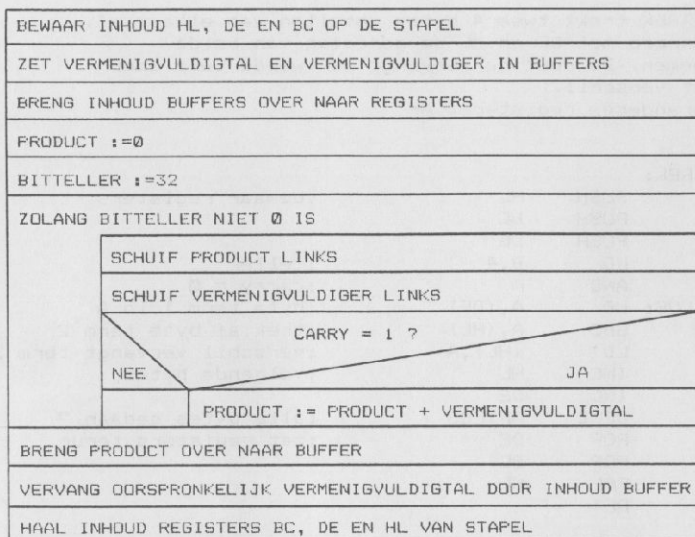 BEWAAR INHOUD HL, DE EN BC OP DE STAPEL
ZET VERMENIGVULDIGTAL EN VERMENIGVULDIGER IN BUFFERS
BRENG INHOUD BUFFERS OVER NAAR REGISTERS
PRODUCT :=0
BITTELLER :=32
ZOLANG BITTELLER NIET 0 IS
SCHUIF PRODUCT LINKS
SCHUIF VERMENIGVULDIGER LINKS
CARRY = 1 ?
NEE JA
PRODUCT := PRODUCT + VERMENIGVULDIGTAL
BRENG PRODUCT OVER NAAR BUFFER
VERVANG OORSPRONKELIJK VERMENIGVULDIGTAL DOOR INHOUD BUFFER
HAAL INHOUD REGISTERS BC, DE EN HL VAN STAPEL